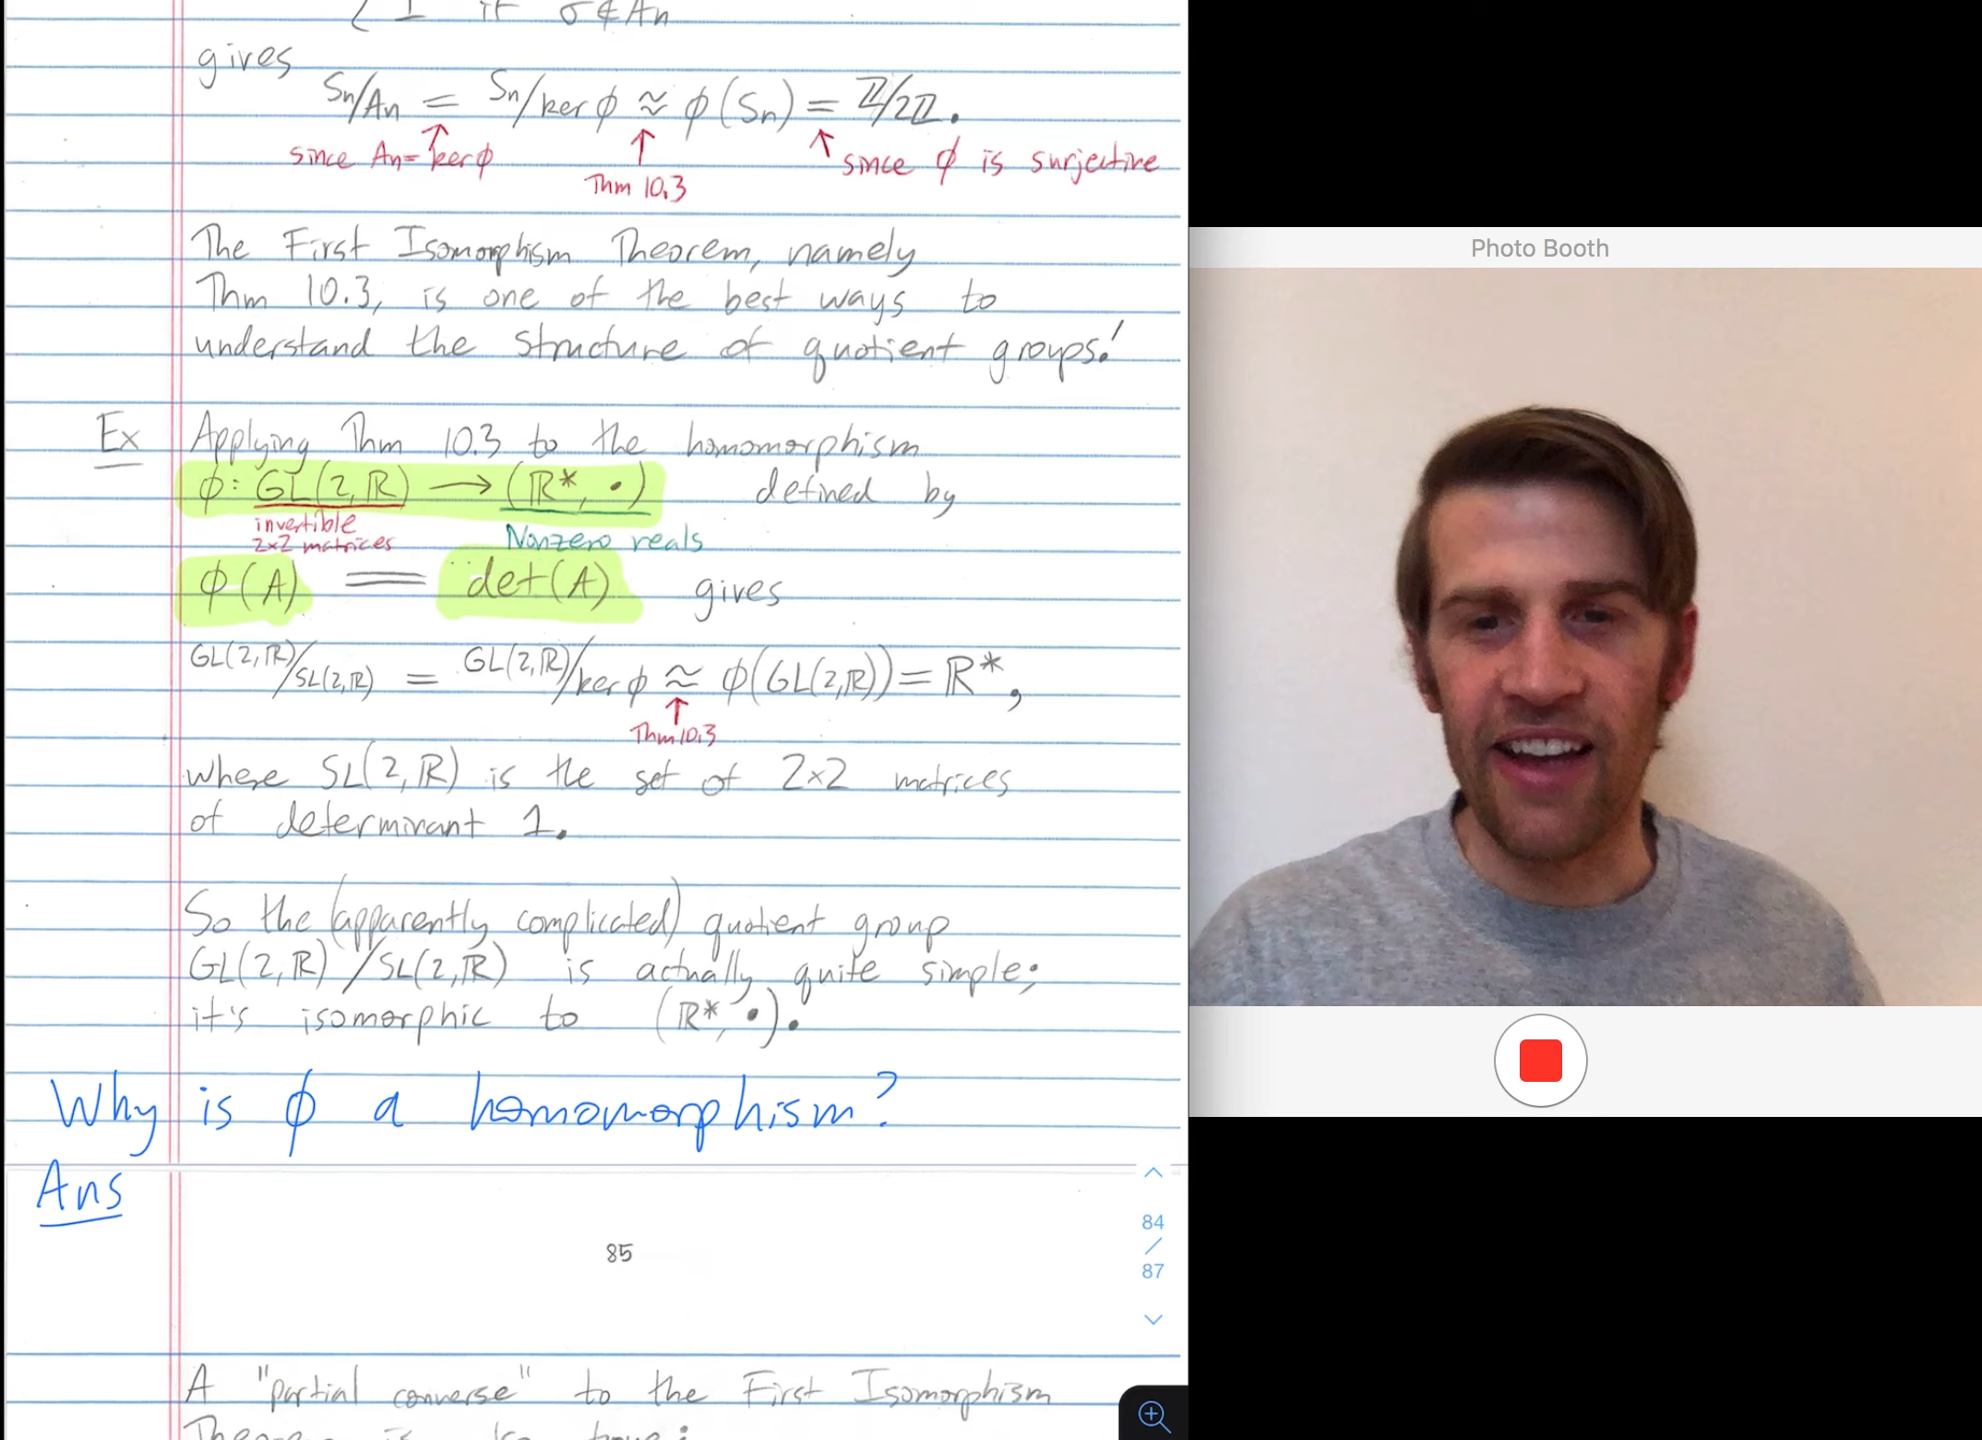 { 1 if σ∉An
gives
Sn/An = Sn/ker ϕ ≈ ϕ(Sn) = ℤ/2ℤ.
↑ ↑ ↑
since An=ker ϕ
Thm 10.3
since ϕ is surjective
The First Isomorphism Theorem, namely
Thm 10.3, is one of the best ways to
understand the structure of quotient groups!
Ex Applying Thm 10.3 to the homomorphism
ϕ: GL(2,ℝ) → (ℝ*, •) defined by
invertible
2x2 matrices
Nonzero reals
ϕ(A) = det(A) gives
GL(2,ℝ)/SL(2,ℝ) = GL(2,ℝ)/ker ϕ ≈ ϕ(GL(2,ℝ)) = ℝ*,
↑
Thm 10.3
where SL(2,ℝ) is the set of 2x2 matrices
of determinant 1.
So the (apparently complicated) quotient group
GL(2,ℝ)/SL(2,ℝ) is actually quite simple;
it's isomorphic to (ℝ*, •).
Why is ϕ a homomorphism?
Ans
85
84
/
87
A "partial converse" to the First Isomorphism
Photo Booth